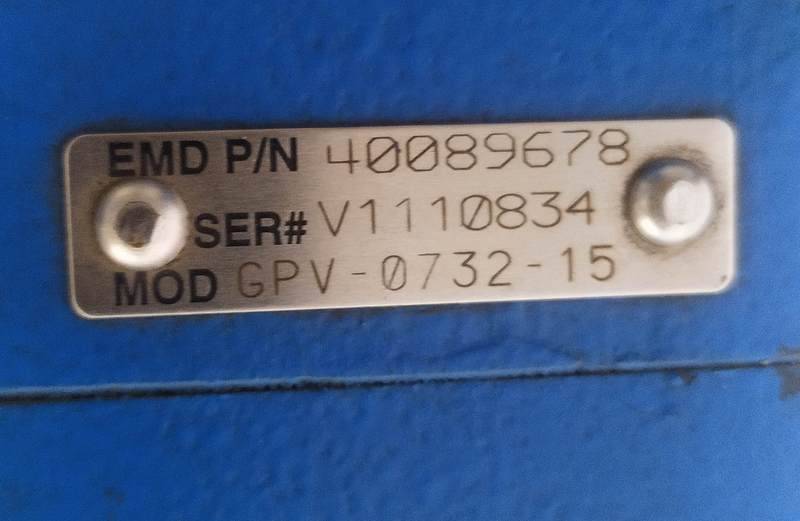 EMD P/N 40089678
SER# V1110834
MOD GPV-0732-15